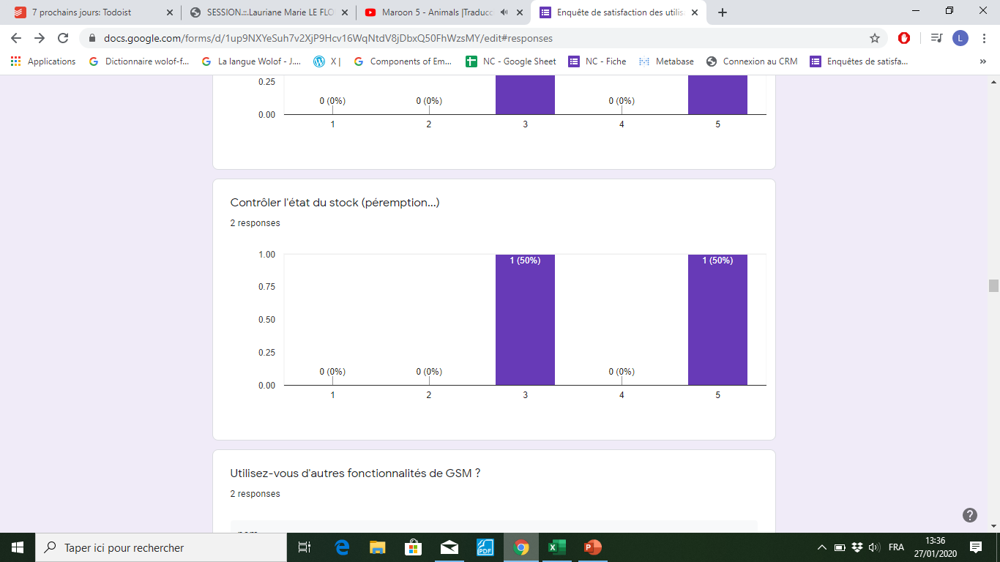 7 prochains jours: Todoist
SESSION.::.Lauriane Marie LE FLO
Maroon 5 - Animals |Traducc
Enquête de satisfaction des utilis
docs.google.com/forms/d/1up9NXYeSuh7v2XjP9Hcv16WqNtdV8jDbxQ50FhWzsMY/edit#responses
L
Applications
Dictionnaire wolof-f...
La langue Wolof - J....
X |
Components of Em...
NC - Google Sheet
NC - Fiche
Metabase
Connexion au CRM
Enquêtes de satisfa...
»
0.25
0 (0%) 0 (0%) 0 (0%)
0.00
1 2 3 4 5
Contrôler l'état du stock (péremption...)
2 responses
1.00
1 (50%) 1 (50%)
0.75
0.50
0.25
0 (0%) 0 (0%) 0 (0%)
0.00
1 2 3 4 5
Utilisez-vous d'autres fonctionnalités de GSM ?
2 responses
Taper ici pour rechercher
FRA
13:36
27/01/2020